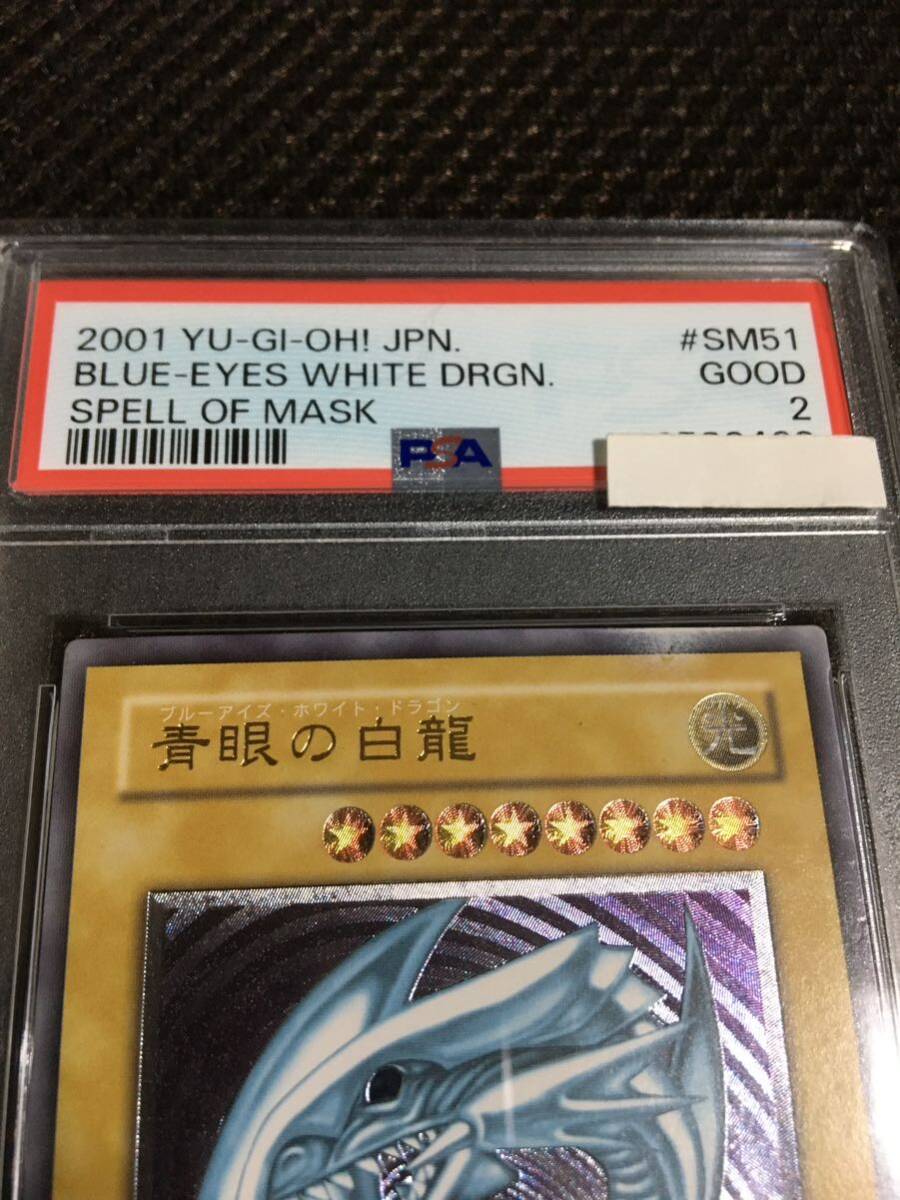 2001 YU-GI-OH! JPN. #SM51
BLUE-EYES WHITE DRGN. GOOD
SPELL OF MASK 2
PSA
ブルーアイズ・ホワイト・ドラゴン
青眼の白龍
光